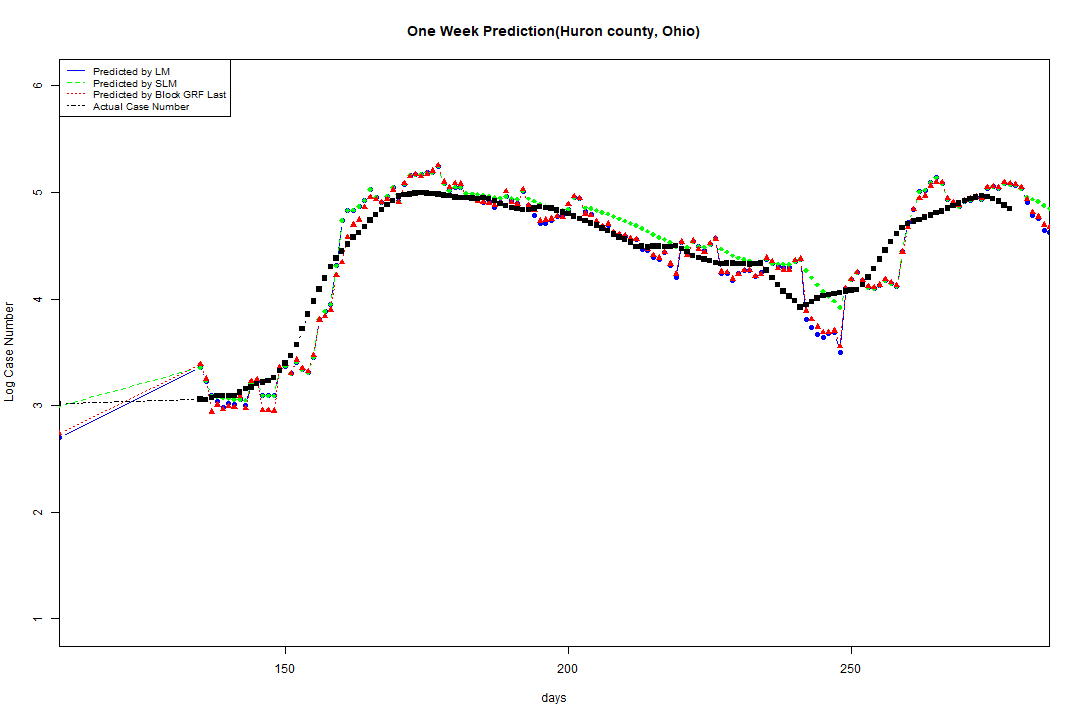 One Week Prediction(Huron county, Ohio)
Predicted by LM
Predicted by SLM
Predicted by Block GRF Last
Actual Case Number
6
5
4
3
2
1
Log Case Number
150
200
250
days